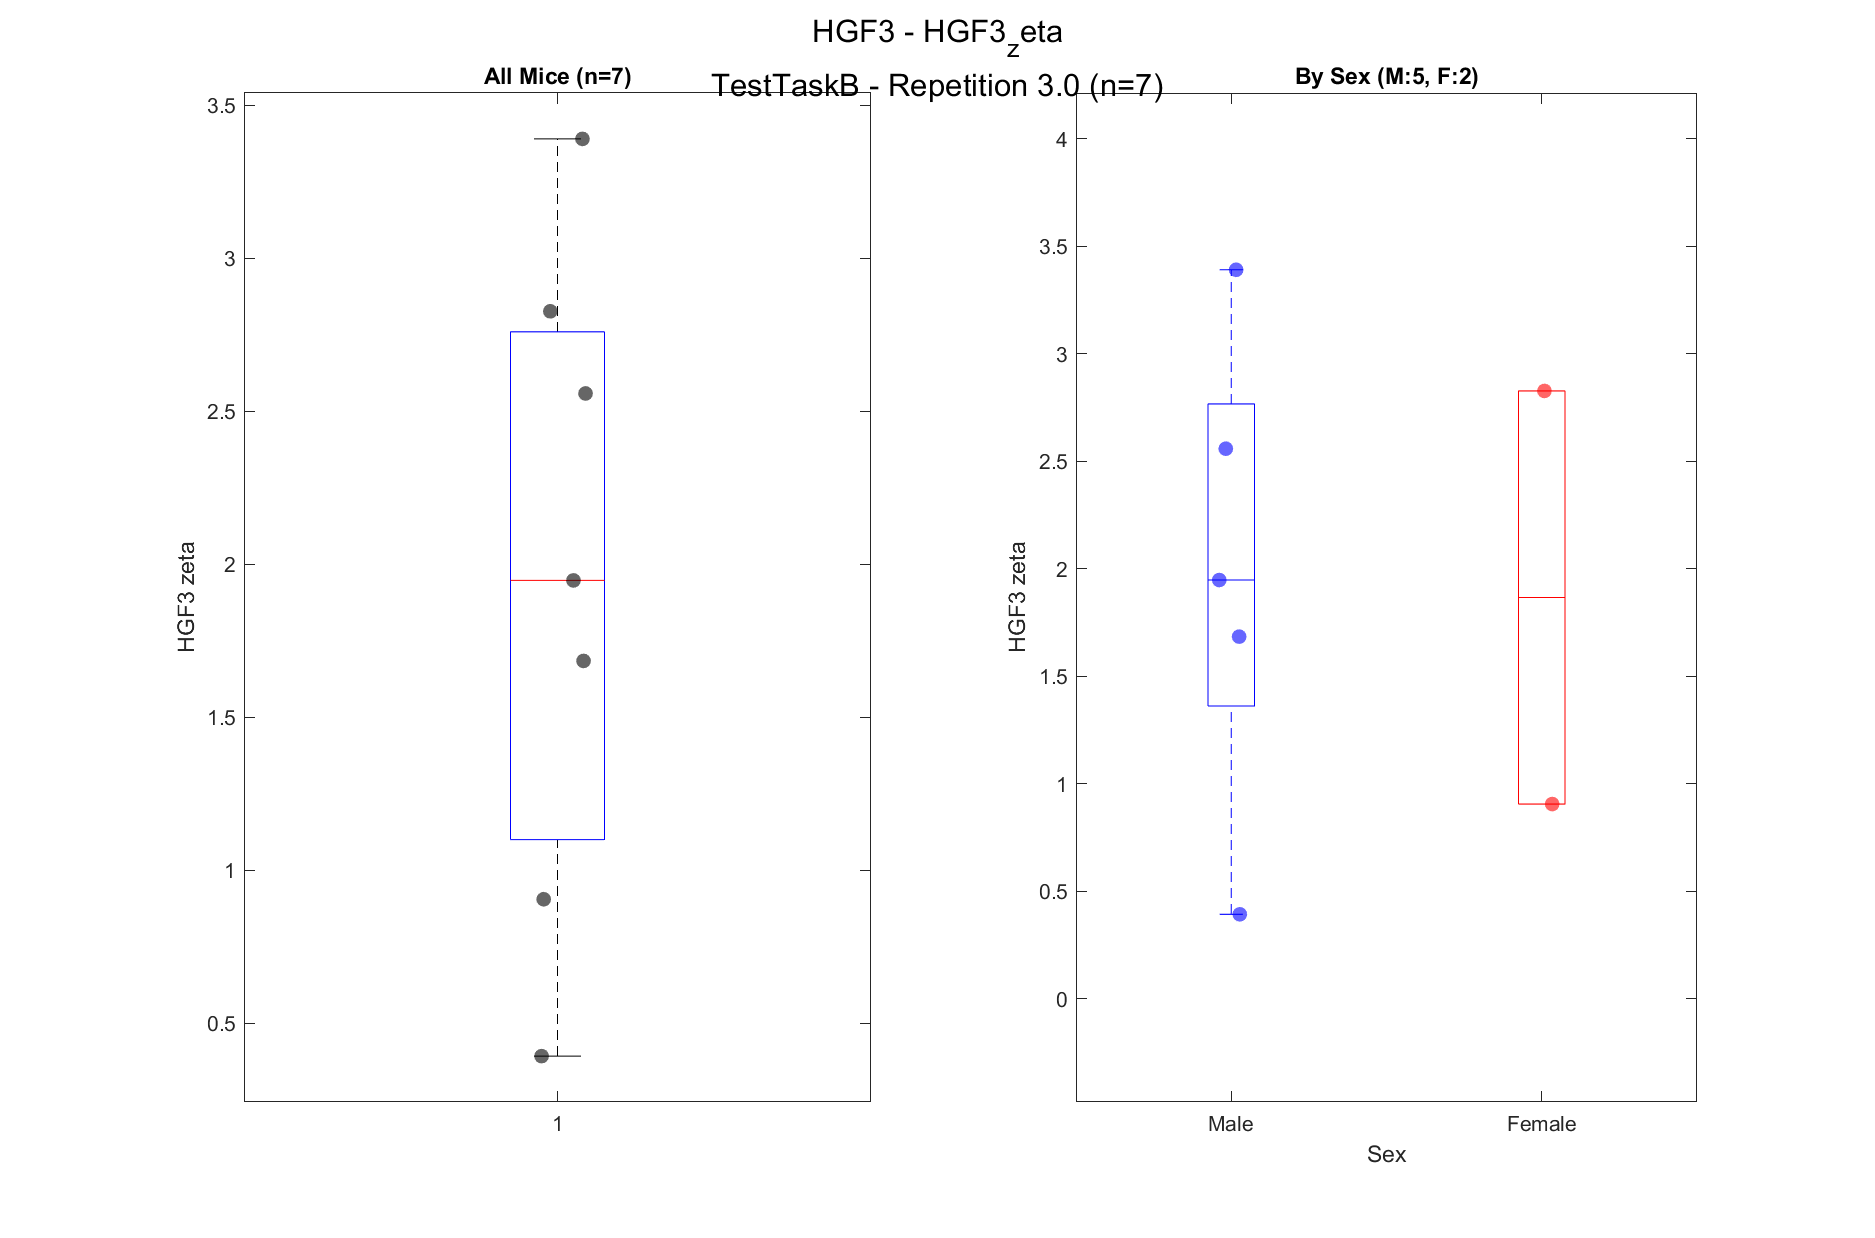 HGF3 - HGF3_zeta
TestTaskB - Repetition 3.0 (n=7)
All Mice (n=7)
3.5
3
2.5
2
1.5
1
0.5
HGF3 zeta
1
By Sex (M:5, F:2)
4
3.5
3
2.5
2
1.5
1
0.5
0
HGF3 zeta
Male
Female
Sex